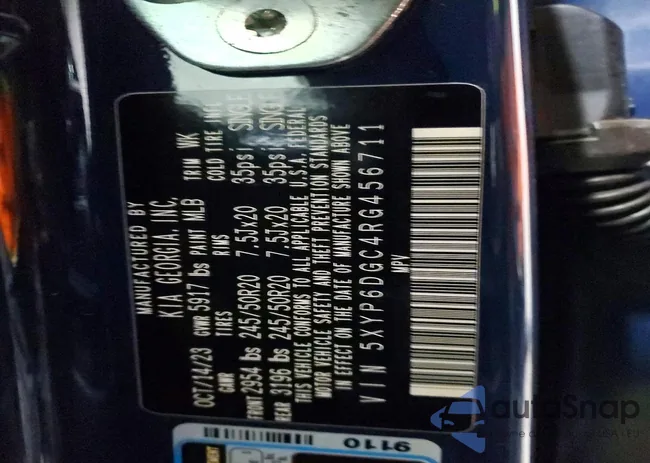 MANUFACTURED BY
KIA GEORGIA, INC.
OCT/14/23 GVWR 5917 lbs PAINT MLB TRIM WK
GAWR TIRES RIMS COLD TIRE INFL
FRNT 2954 lbs 245/50R20 7.5Jx20 35psi SINGLE
REAR 3196 lbs 245/50R20 7.5Jx20 35psi SINGLE
THIS VEHICLE CONFORMS TO ALL APPLICABLE U.S.A. FEDERAL
MOTOR VEHICLE SAFETY AND THEFT PREVENTION STANDARDS
IN EFFECT ON THE DATE OF MANUFACTURE SHOWN ABOVE
VIN 5XYP6DGC4RG456711
MPV
9110
autoSnap